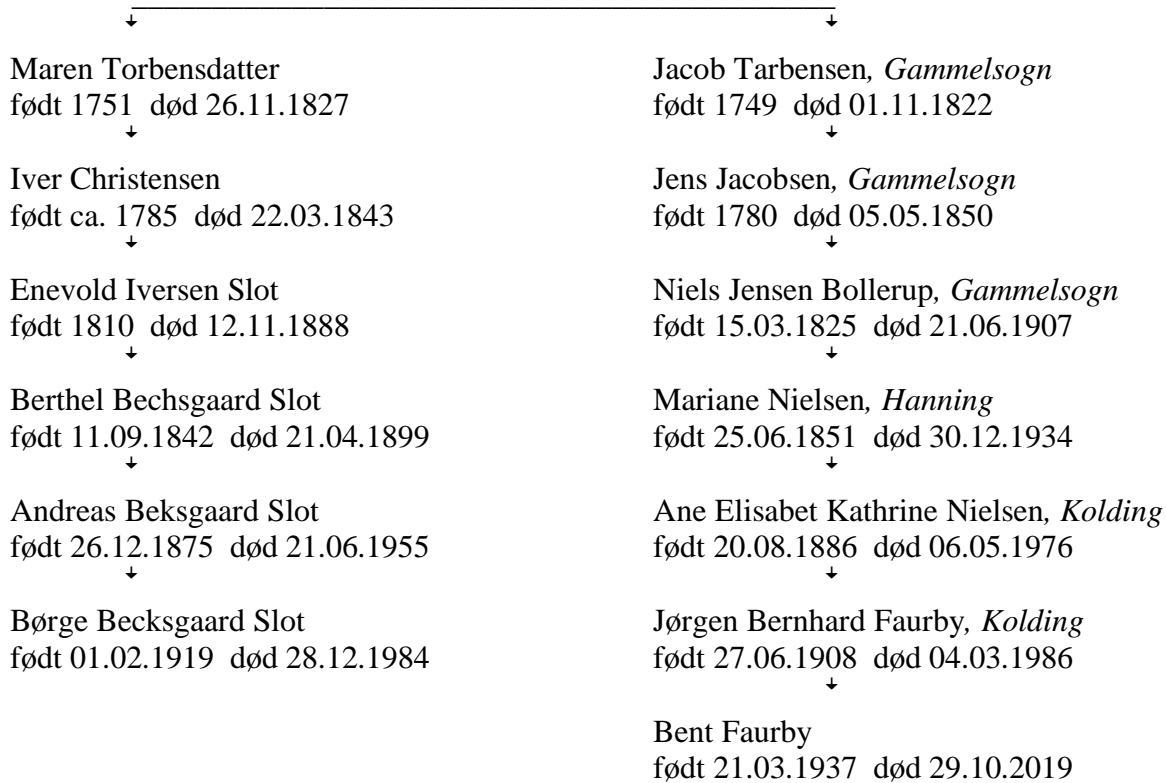 Maren Torbensdatter
født 1751  død 26.11.1827
Iver Christensen
født ca. 1785  død 22.03.1843
Enevold Iversen Slot
født 1810  død 12.11.1888
Berthel Bechsgaard Slot
født 11.09.1842  død 21.04.1899
Andreas Beksgaard Slot
født 26.12.1875  død 21.06.1955
Børge Becksgaard Slot
født 01.02.1919  død 28.12.1984
Jacob Tarbensen, Gammelsogn
født 1749  død 01.11.1822
Jens Jacobsen, Gammelsogn
født 1780  død 05.05.1850
Niels Jensen Bollerup, Gammelsogn
født 15.03.1825  død 21.06.1907
Mariane Nielsen, Hanning
født 25.06.1851  død 30.12.1934
Ane Elisabet Kathrine Nielsen, Kolding
født 20.08.1886  død 06.05.1976
Jørgen Bernhard Faurby, Kolding
født 27.06.1908  død 04.03.1986
Bent Faurby
født 21.03.1937  død 29.10.2019